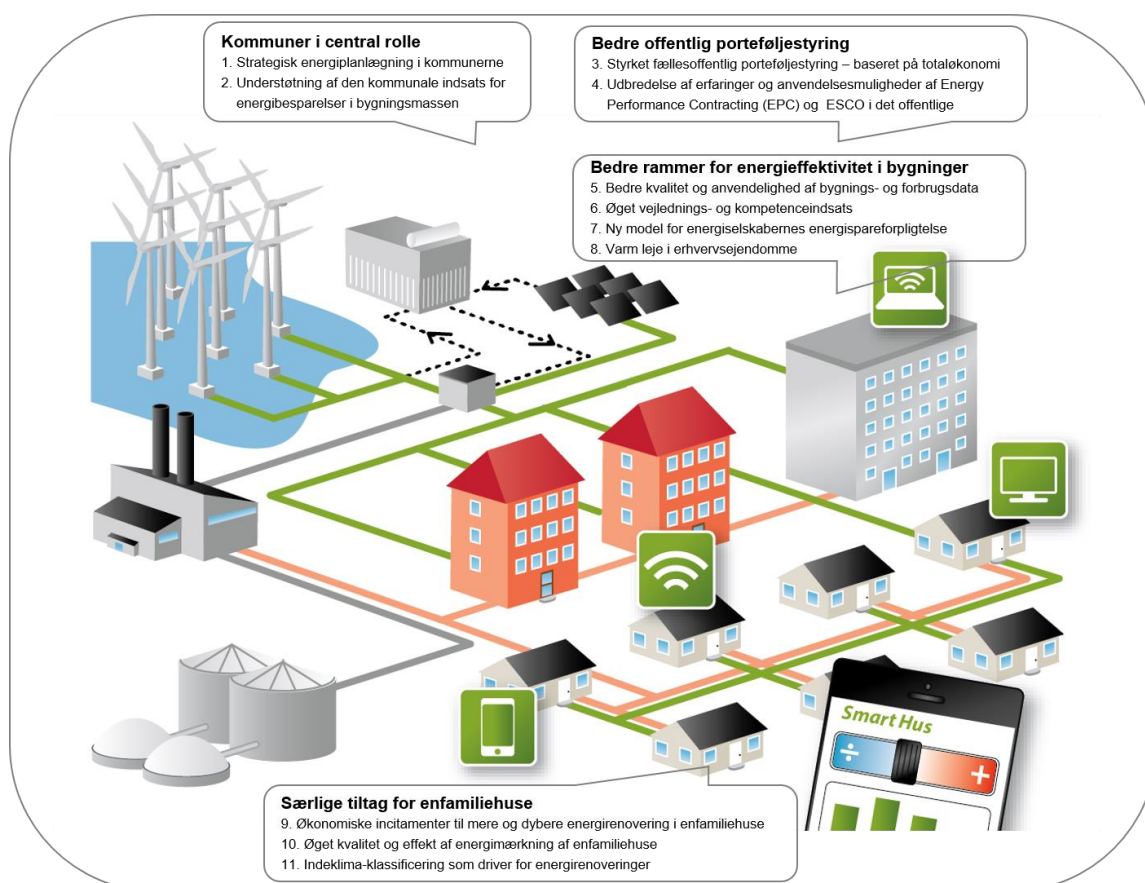 Kommuner i central rolle
1. Strategisk energiplanlægning i kommunerne
2. Understøtning af den kommunale indsats for
energibesparelser i bygningsmassen
Bedre offentlig porteføljestyring
3. Styrket fællesoffentlig porteføljestyring – baseret på totaløkonomi
4. Udbredelse af erfaringer og anvendelsesmuligheder af Energy
Performance Contracting (EPC) og ESCO i det offentlige
Bedre rammer for energieffektivitet i bygninger
5. Bedre kvalitet og anvendelighed af bygnings- og forbrugsdata
6. Øget vejlednings- og kompetenceindsats
7. Ny model for energiselskabernes energispareforpligtelse
8. Varm leje i erhvervsejendomme
Smart Hus
÷ +
Særlige tiltag for enfamiliehuse
9. Økonomiske incitamenter til mere og dybere energirenovering i enfamiliehuse
10. Øget kvalitet og effekt af energimærkning af enfamiliehuse
11. Indeklima-klassificering som driver for energirenoveringer